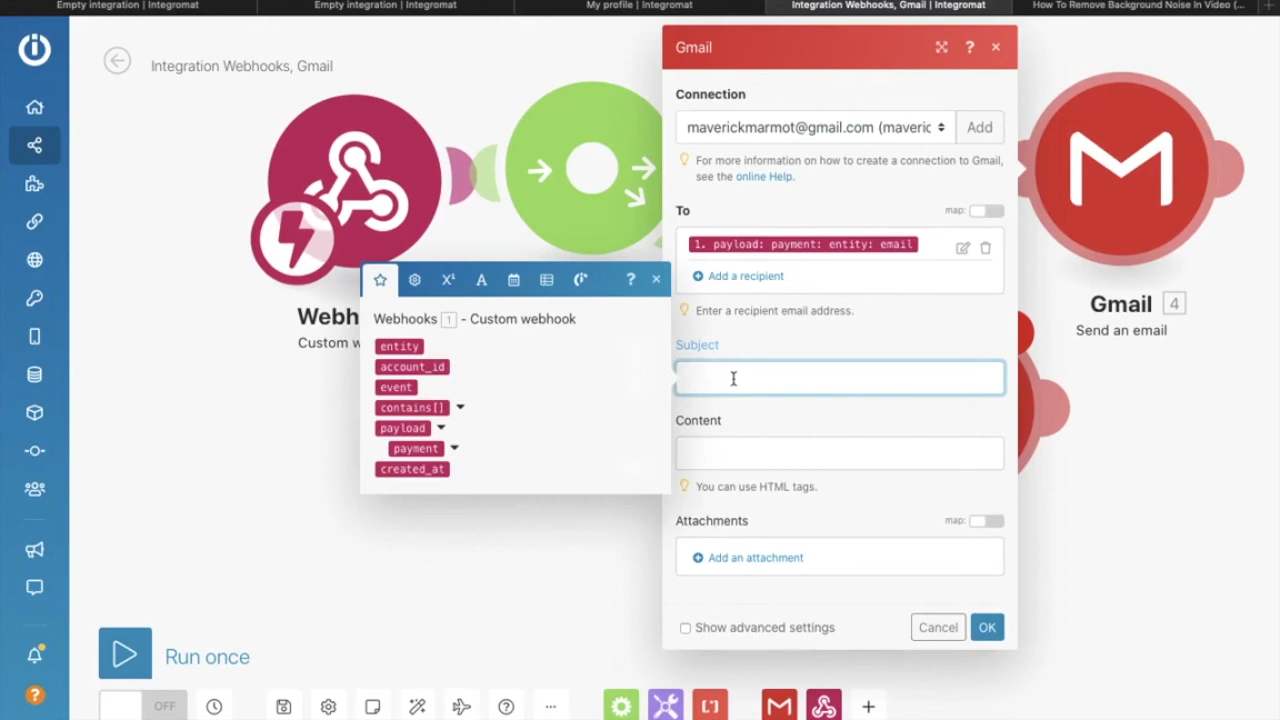 Empty integration | Integromat
Empty integration | Integromat
My profile | Integromat
Integration Webhooks, Gmail | Integromat
How To Remove Background Noise In Video (...
Integration Webhooks, Gmail
Gmail
Connection
maverickmarmot@gmail.com (maveric
Add
For more information on how to create a connection to Gmail,
see the online Help.
To
map:
1. payload: payment: entity: email
Add a recipient
Enter a recipient email address.
Subject
Content
You can use HTML tags.
Attachments
map:
Add an attachment
Show advanced settings
Cancel
OK
Webh
Custom w
Webhooks 1 - Custom webhook
entity
account_id
event
contains[]
payload
payment
created_at
Gmail 4
Send an email
Run once
OFF